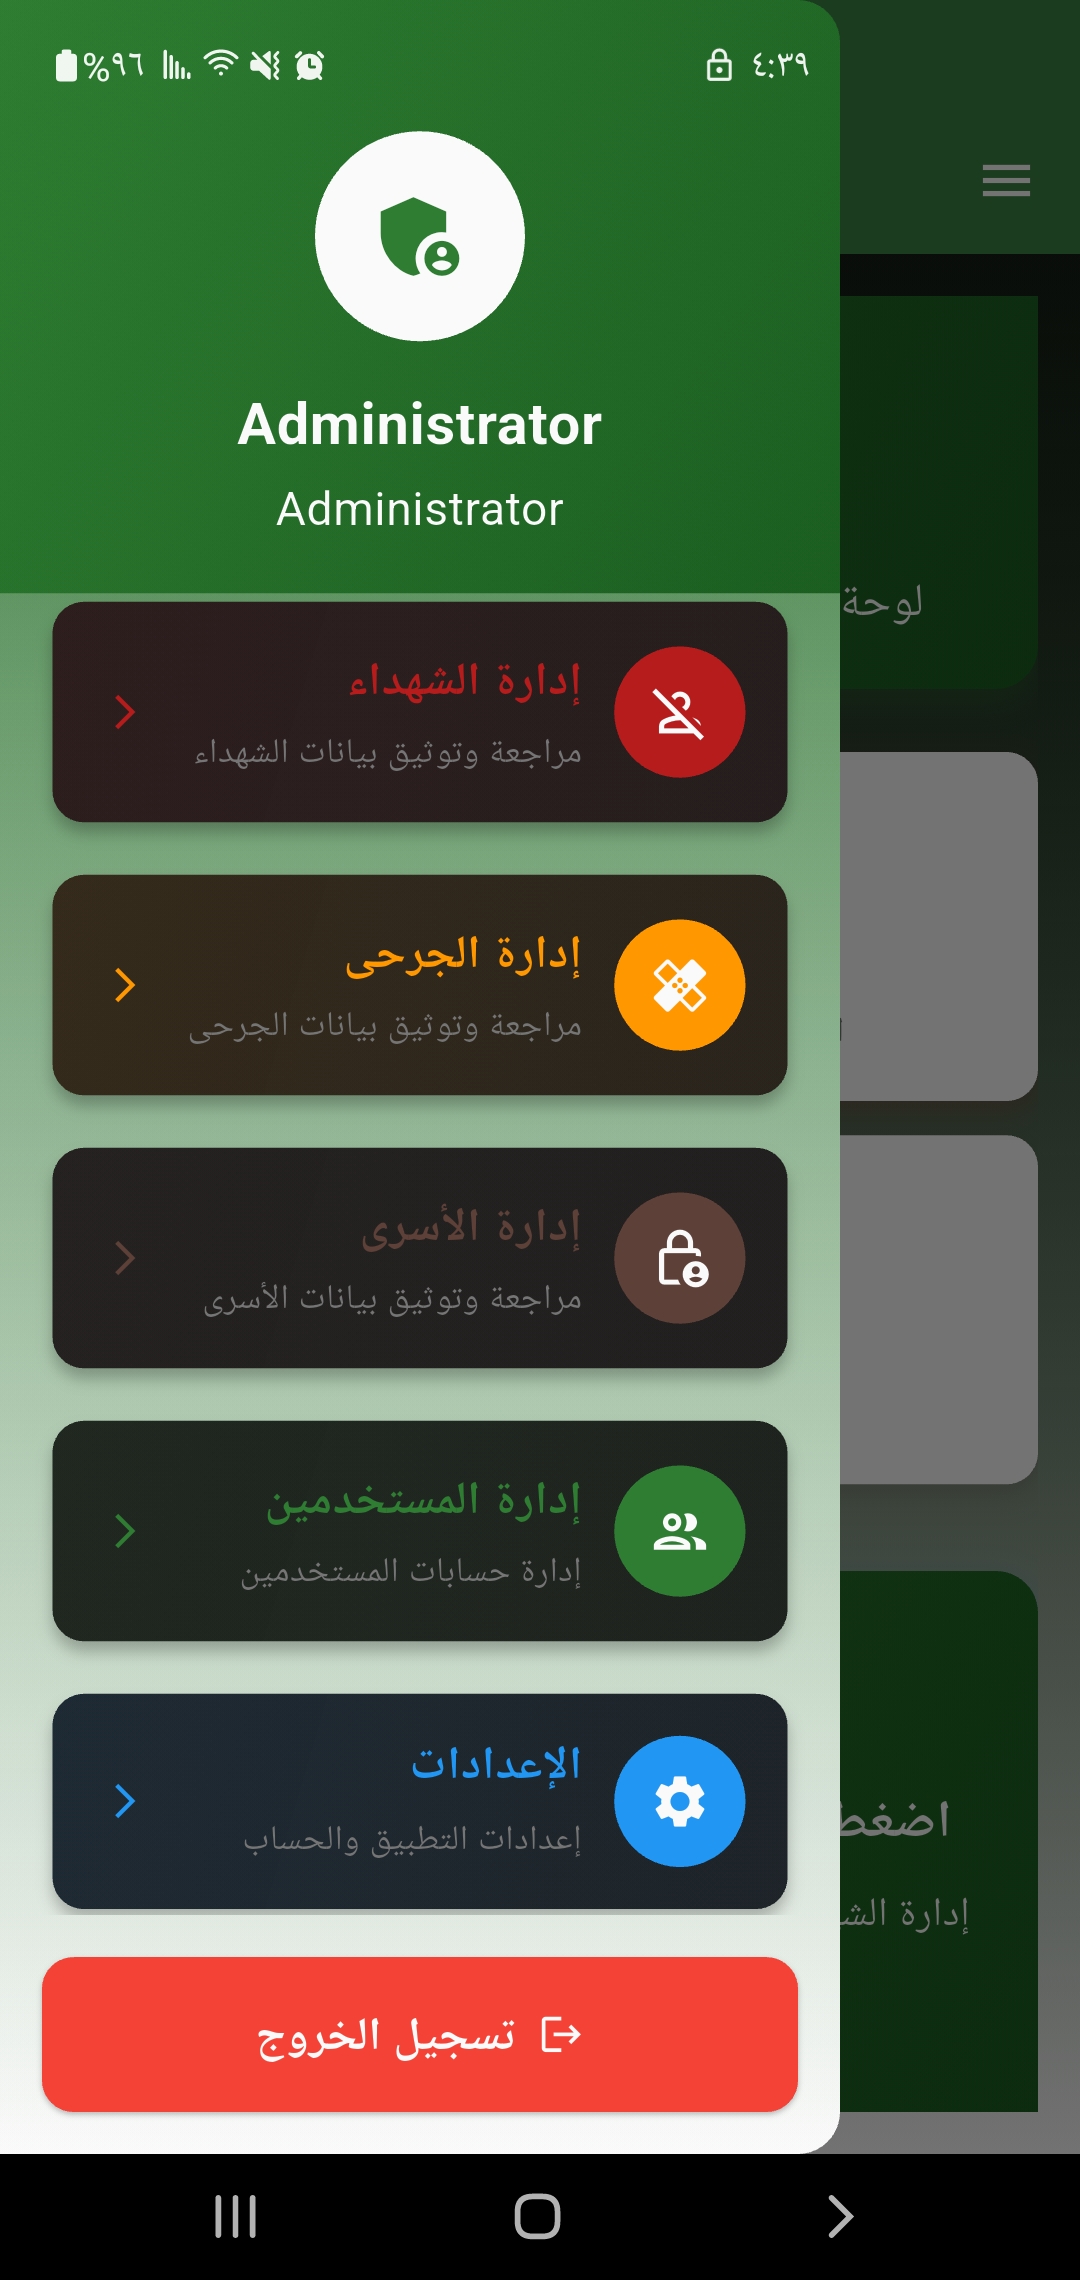 %٩٦
٤:٣٩
Administrator
Administrator
لوحة
إدارة الشهداء
مراجعة وتوثيق بيانات الشهداء
إدارة الجرحى
مراجعة وتوثيق بيانات الجرحى
إدارة الأسرى
مراجعة وتوثيق بيانات الأسرى
إدارة المستخدمين
إدارة حسابات المستخدمين
الإعدادات
إعدادات التطبيق والحساب
اضغط
إدارة الش
تسجيل الخروج